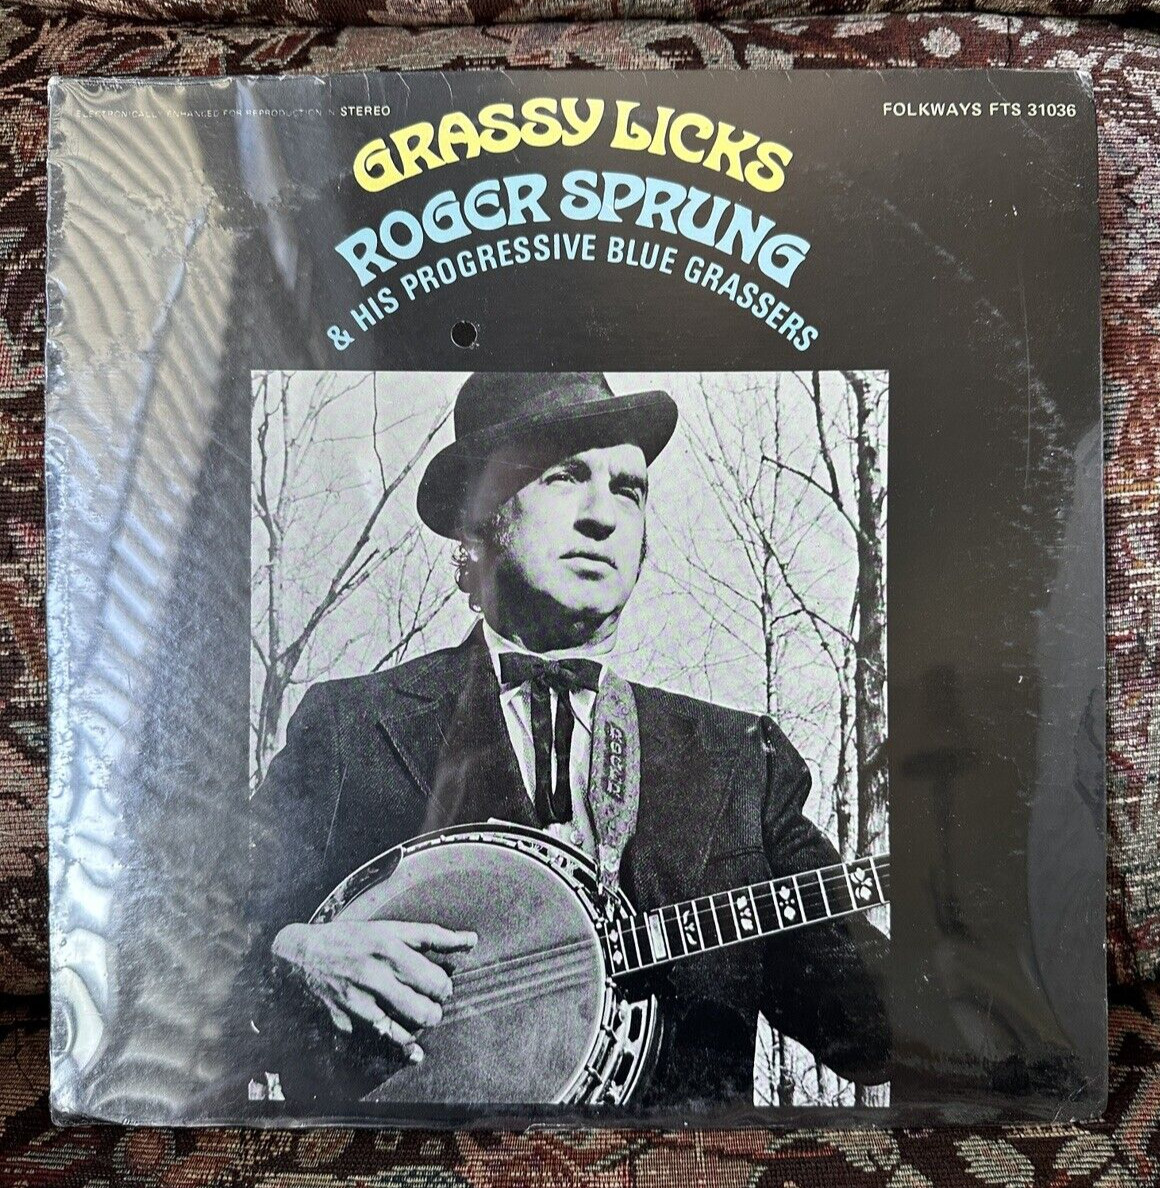 ELECTRONICALLY ENHANCED FOR REPRODUCTION IN STEREO
FOLKWAYS FTS 31036
GRASSY LICKS
ROGER SPRUNG
& HIS PROGRESSIVE BLUE GRASSERS